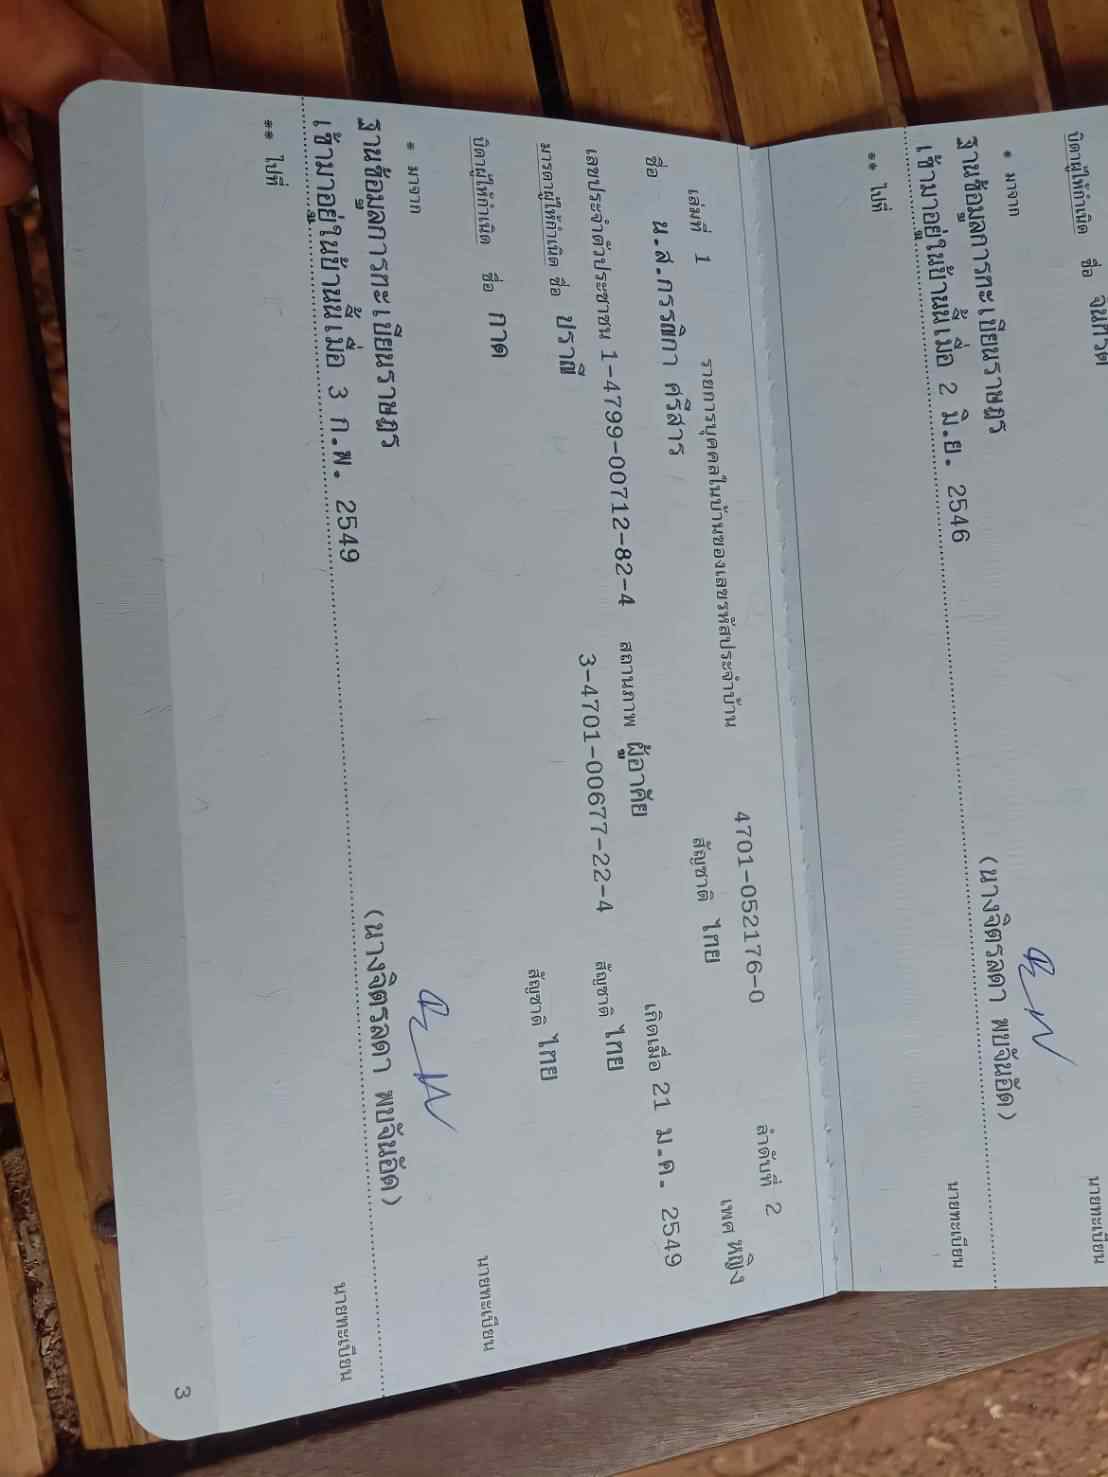 บิดาผู้ให้กำเนิด ชื่อ
* มาจาก
ฐานข้อมูลการทะเบียนราษฎร
นายทะเบียน
(นางจิตรลดา พบจันอัด)
เข้ามาอยู่ในบ้านนี้เมื่อ 2 มิ.ย. 2546
นายทะเบียน
** ไปที่
เล่มที่ 1 รายการบุคคลในบ้านของเลขรหัสประจำบ้าน 4701-052176-0 ลำดับที่ 2
ชื่อ น.ส.กรรณิกา ศรีสาร สัญชาติ ไทย เพศ หญิง
เลขประจำตัวประชาชน 1-4799-00712-82-4 สถานภาพ ผู้อาศัย เกิดเมื่อ 21 ม.ค. 2549
มารดาผู้ให้กำเนิด ชื่อ ปราณี 3-4701-00677-22-4 สัญชาติ ไทย
บิดาผู้ให้กำเนิด ชื่อ กาด สัญชาติ ไทย
* มาจาก
ฐานข้อมูลการทะเบียนราษฎร
นายทะเบียน
(นางจิตรลดา พบจันอัด)
เข้ามาอยู่ในบ้านนี้เมื่อ 3 ก.พ. 2549
นายทะเบียน
** ไปที่
3